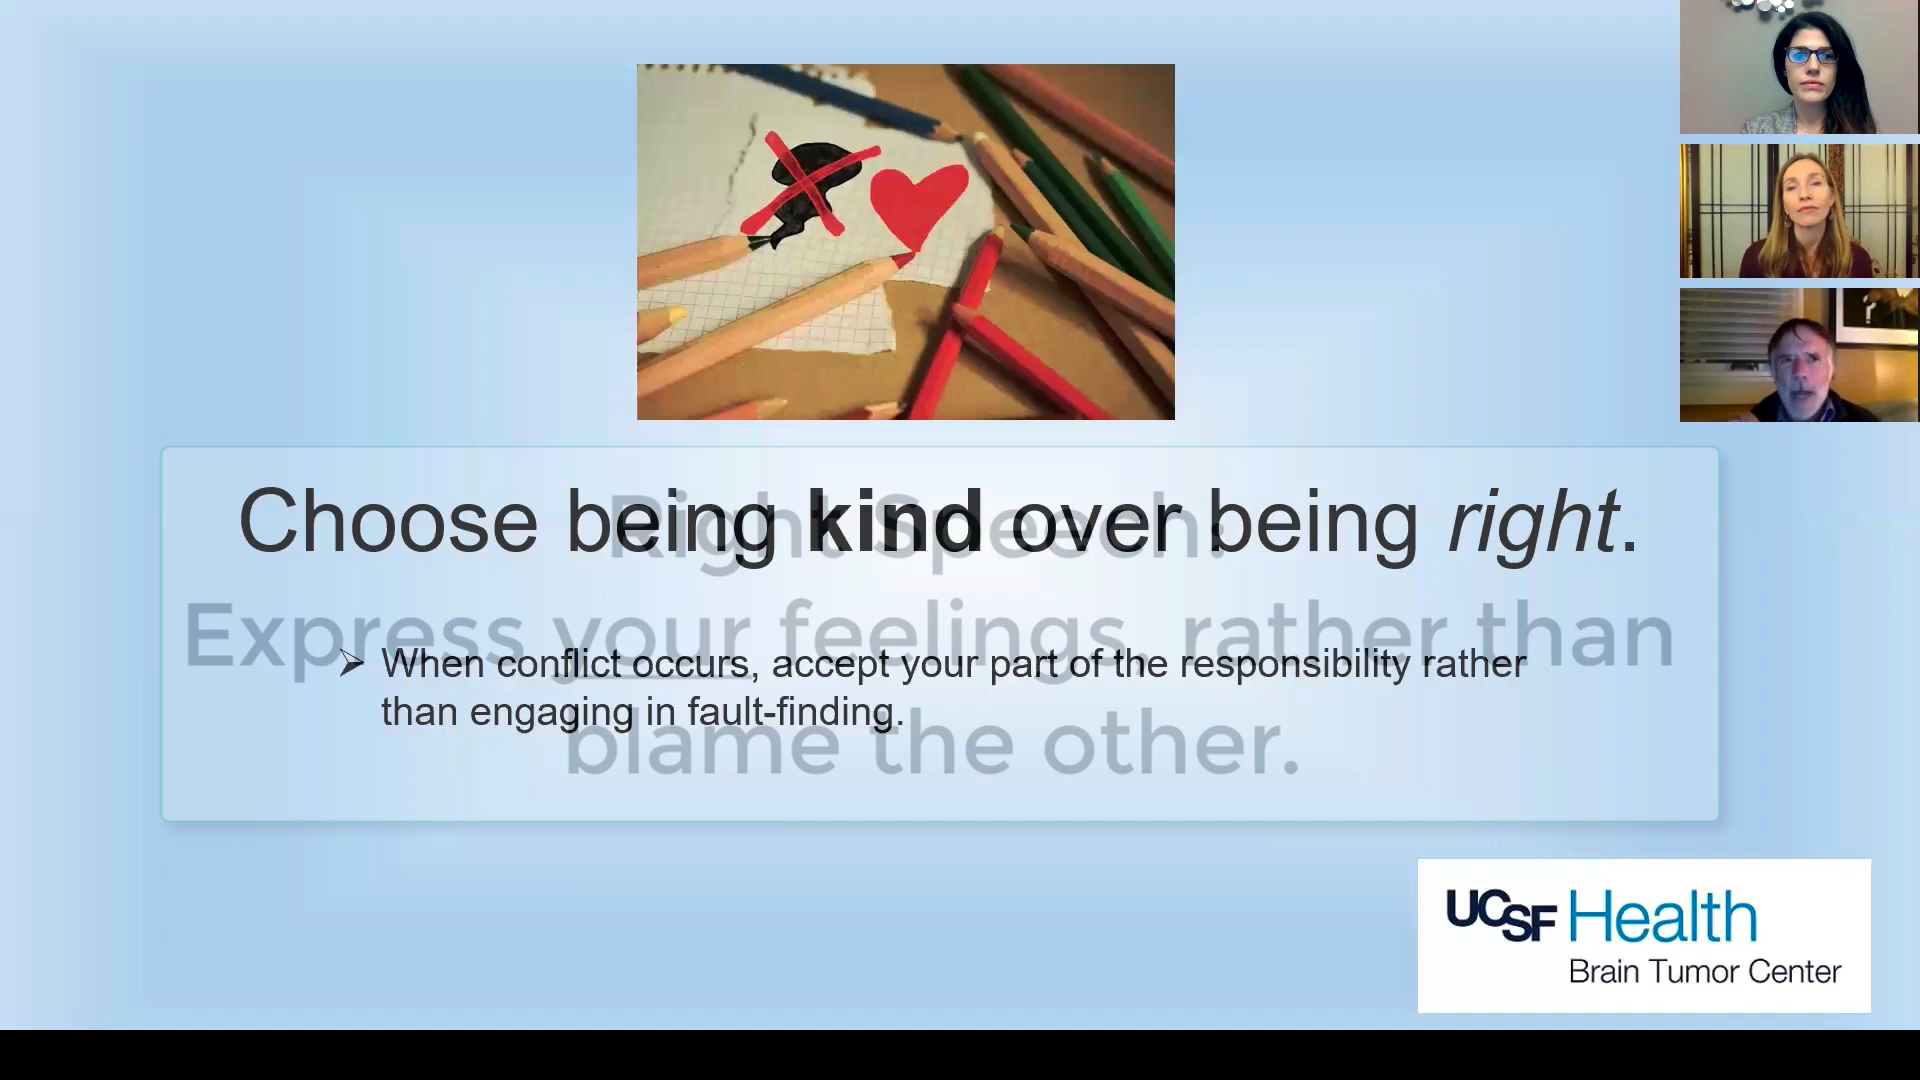 Choose being kind over being right.
➢ When conflict occurs, accept your part of the responsibility rather
than engaging in fault-finding.
Right Speech:
Express your feelings, rather than
blame the other.
UCSF Health
Brain Tumor Center